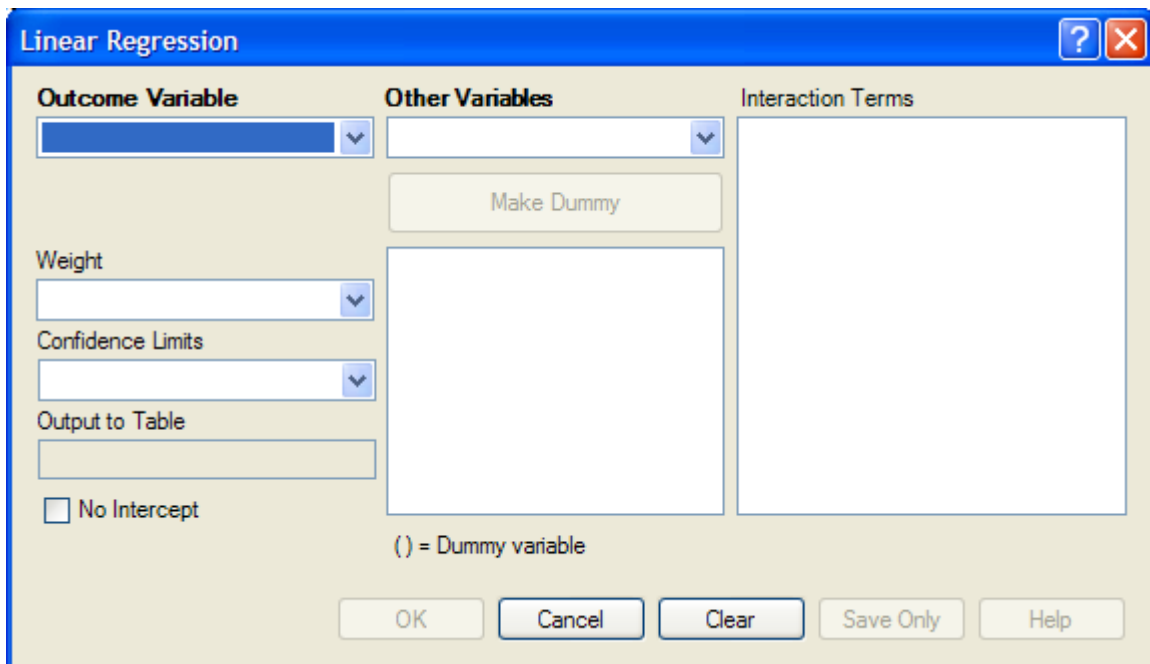 Linear Regression
Outcome Variable
Other Variables
Interaction Terms
Make Dummy
Weight
Confidence Limits
Output to Table
No Intercept
( ) = Dummy variable
OK Cancel Clear Save Only Help